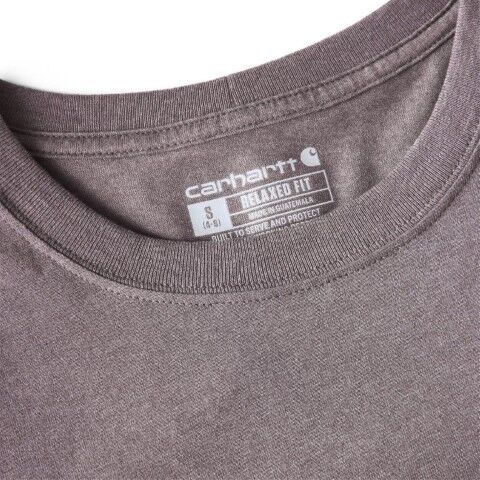 carhartt
S
(4-6)
RELAXED FIT
MADE IN GUATEMALA
BUILT TO SERVE AND PROTECT